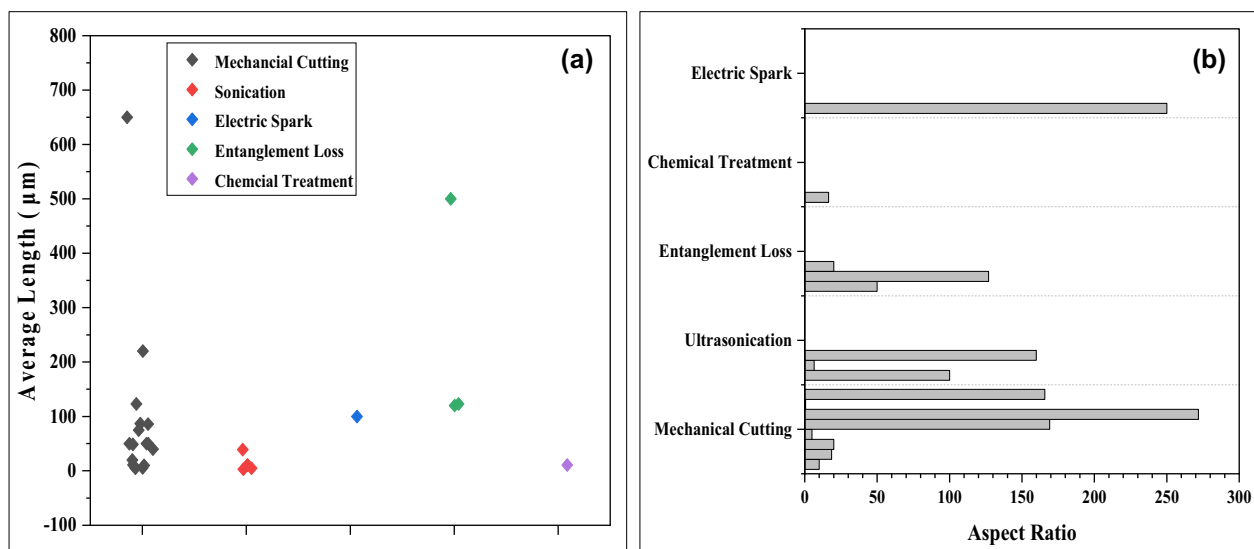 (a)
800
700
600
500
400
300
200
100
0
-100
Average Length ( µm)
Mechancial Cutting
Sonication
Electric Spark
Entanglement Loss
Chemcial Treatment
(b)
Electric Spark
Chemical Treatment
Entanglement Loss
Ultrasonication
Mechanical Cutting
0 50 100 150 200 250 300
Aspect Ratio